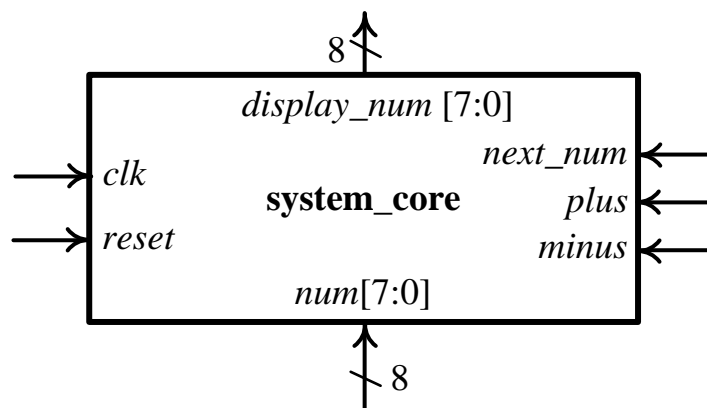 8
display_num [7:0]
clk
next_num
system_core
plus
reset
minus
num[7:0]
8